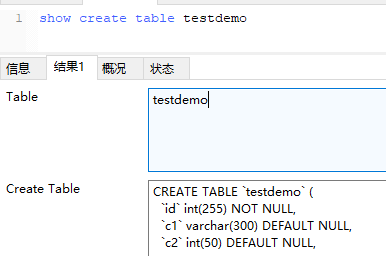 1 show create table testdemo
信息 结果1 概况 状态
Table
testdemo
Create Table
CREATE TABLE `testdemo` (
`id` int(255) NOT NULL,
`c1` varchar(300) DEFAULT NULL,
`c2` int(50) DEFAULT NULL,